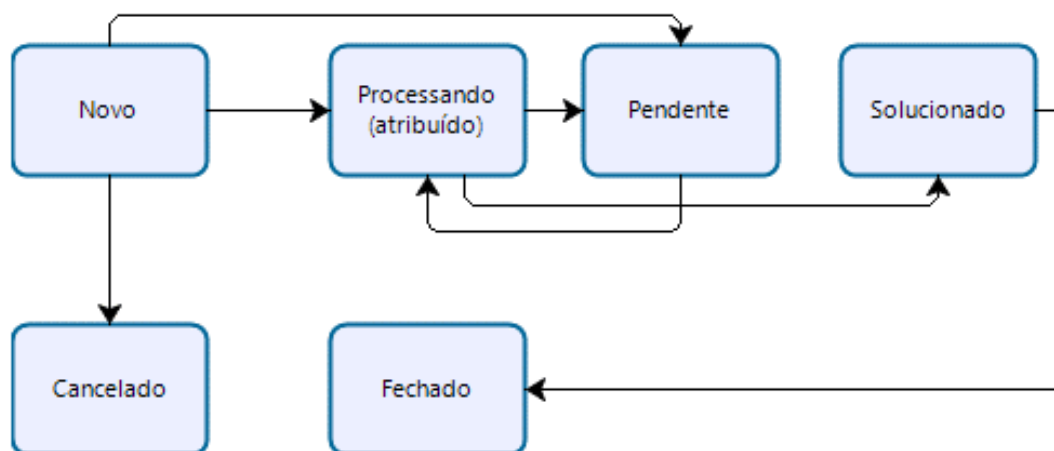 Novo
Processando
(atribuído)
Pendente
Solucionado
Cancelado
Fechado